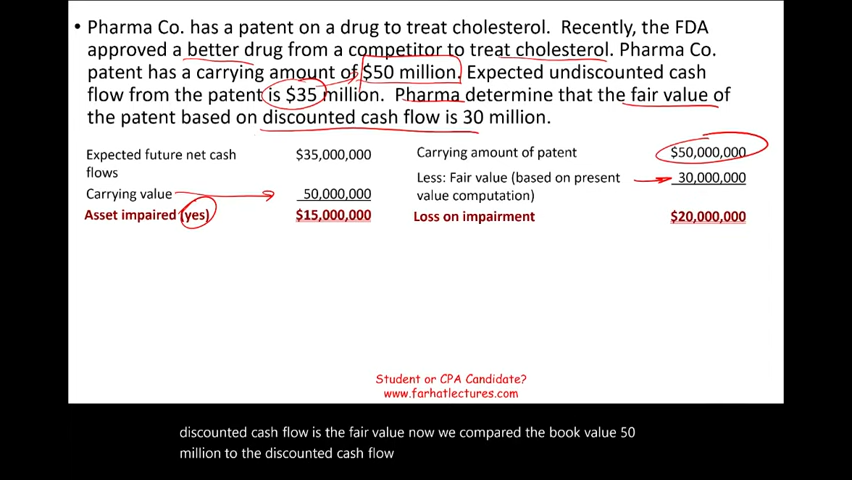 • Pharma Co. has a patent on a drug to treat cholesterol. Recently, the FDA
approved a better drug from a competitor to treat cholesterol. Pharma Co.
patent has a carrying amount of $50 million. Expected undiscounted cash
flow from the patent is $35 million. Pharma determine that the fair value of
the patent based on discounted cash flow is 30 million.
Expected future net cash $35,000,000
flows
Carrying value 50,000,000
Asset impaired (yes) $15,000,000
Carrying amount of patent $50,000,000
Less: Fair value (based on present 30,000,000
value computation)
Loss on impairment $20,000,000
Student or CPA Candidate?
www.farhatlectures.com
discounted cash flow is the fair value now we compared the book value 50
million to the discounted cash flow